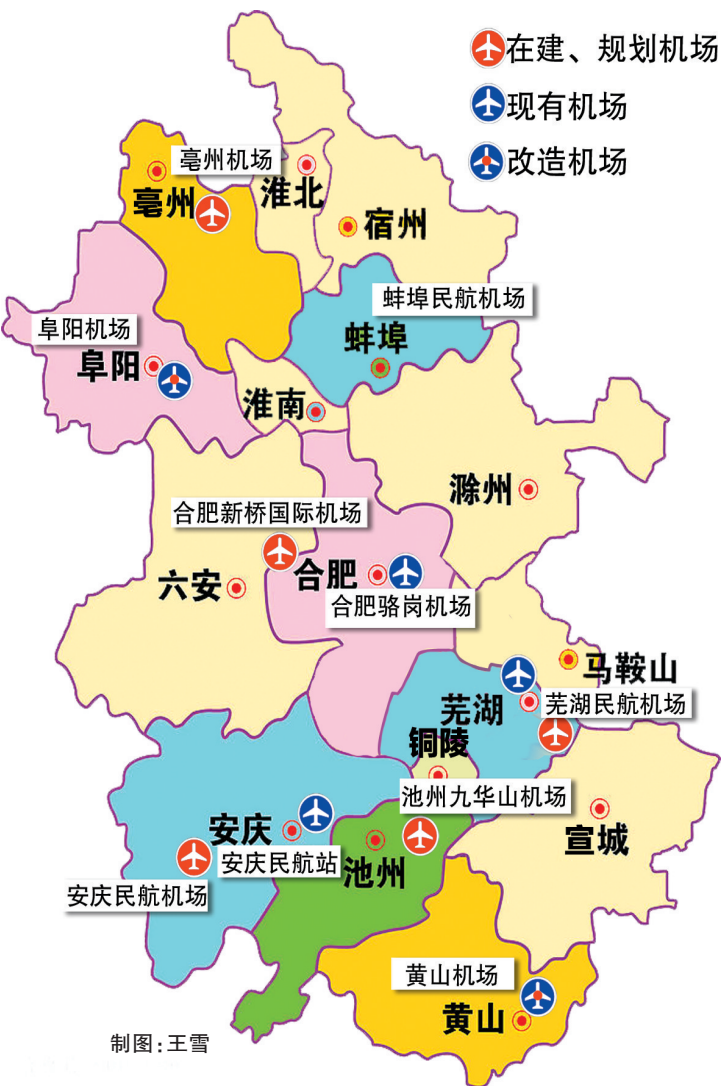 在建、规划机场
现有机场
改造机场
亳州机场
淮北
亳州
宿州
蚌埠民航机场
阜阳机场
蚌埠
阜阳
淮南
滁州
合肥新桥国际机场
合肥
六安
合肥骆岗机场
马鞍山
芜湖
芜湖民航机场
铜陵
池州九华山机场
安庆
宣城
安庆民航站
池州
安庆民航机场
黄山机场
黄山
制图:王雪